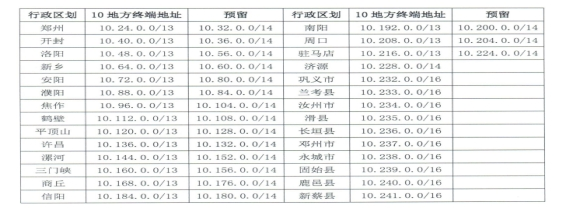 行政区划 10 地方终端地址 预留 行政区划 10 地方终端地址 预留
郑州 10.24.0.0/13 10.32.0.0/14 南阳 10.192.0.0/13 10.200.0.0/14
开封 10.40.0.0/13 10.36.0.0/14 周口 10.208.0.0/13 10.204.0.0/14
洛阳 10.48.0.0/13 10.56.0.0/14 驻马店 10.216.0.0/13 10.224.0.0/14
新乡 10.64.0.0/13 10.60.0.0/14 济源 10.228.0.0/14
安阳 10.72.0.0/13 10.80.0.0/14 巩义市 10.232.0.0/16
濮阳 10.88.0.0/13 10.84.0.0/14 兰考县 10.233.0.0/16
焦作 10.96.0.0/13 10.104.0.0/14 汝州市 10.234.0.0/16
鹤壁 10.112.0.0/13 10.108.0.0/14 滑县 10.235.0.0/16
平顶山 10.120.0.0/13 10.128.0.0/14 长垣县 10.236.0.0/16
许昌 10.136.0.0/13 10.132.0.0/14 邓州市 10.237.0.0/16
漯河 10.144.0.0/13 10.152.0.0/14 永城市 10.238.0.0/16
三门峡 10.160.0.0/13 10.156.0.0/14 固始县 10.239.0.0/16
商丘 10.168.0.0/13 10.176.0.0/14 鹿邑县 10.240.0.0/16
信阳 10.184.0.0/13 10.180.0.0/14 新蔡县 10.241.0.0/16